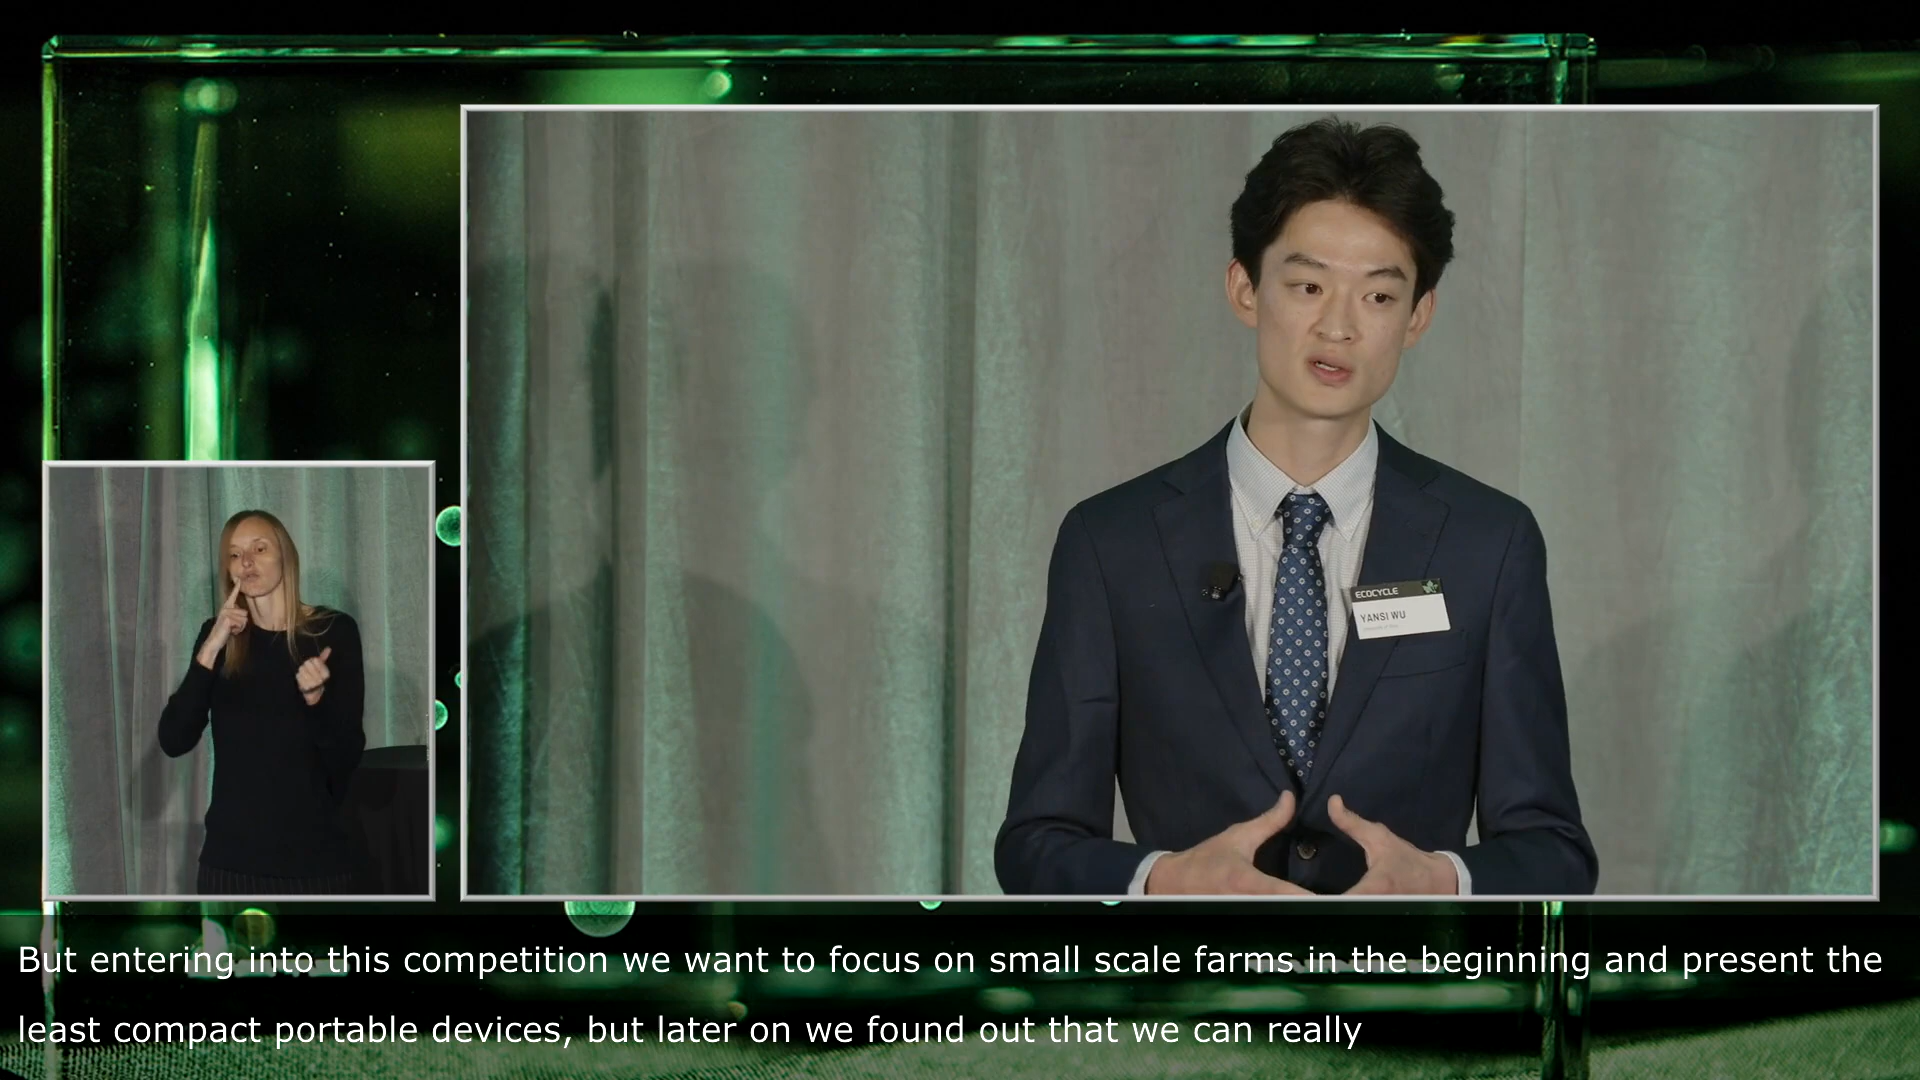 ECOCYCLE
YANSI WU
But entering into this competition we want to focus on small scale farms in the beginning and present the
least compact portable devices, but later on we found out that we can really